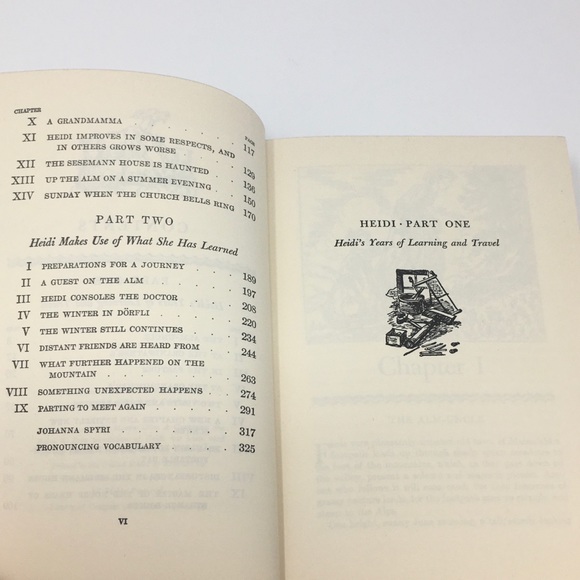 CHAPTER
PAGE
X A GRANDMAMMA . . . . . . 117
XI HEIDI IMPROVES IN SOME RESPECTS, AND
IN OTHERS GROWS WORSE . . . . 129
XII THE SESEMANN HOUSE IS HAUNTED . . 136
XIII UP THE ALM ON A SUMMER EVENING . . 150
XIV SUNDAY WHEN THE CHURCH BELLS RING 170
PART TWO
Heidi Makes Use of What She Has Learned
I PREPARATIONS FOR A JOURNEY . . . 189
II A GUEST ON THE ALM . . . . 197
III HEIDI CONSOLES THE DOCTOR . . . 208
IV THE WINTER IN DÖRFLI . . . . 220
V THE WINTER STILL CONTINUES . . . 234
VI DISTANT FRIENDS ARE HEARD FROM . . 244
VII WHAT FURTHER HAPPENED ON THE
MOUNTAIN . . . . . . 263
VIII SOMETHING UNEXPECTED HAPPENS . . 274
IX PARTING TO MEET AGAIN . . . . 291
JOHANNA SPYRI . . . . . 317
PRONOUNCING VOCABULARY . . . . 325
VI
HEIDI · PART ONE
Heidi's Years of Learning and Travel